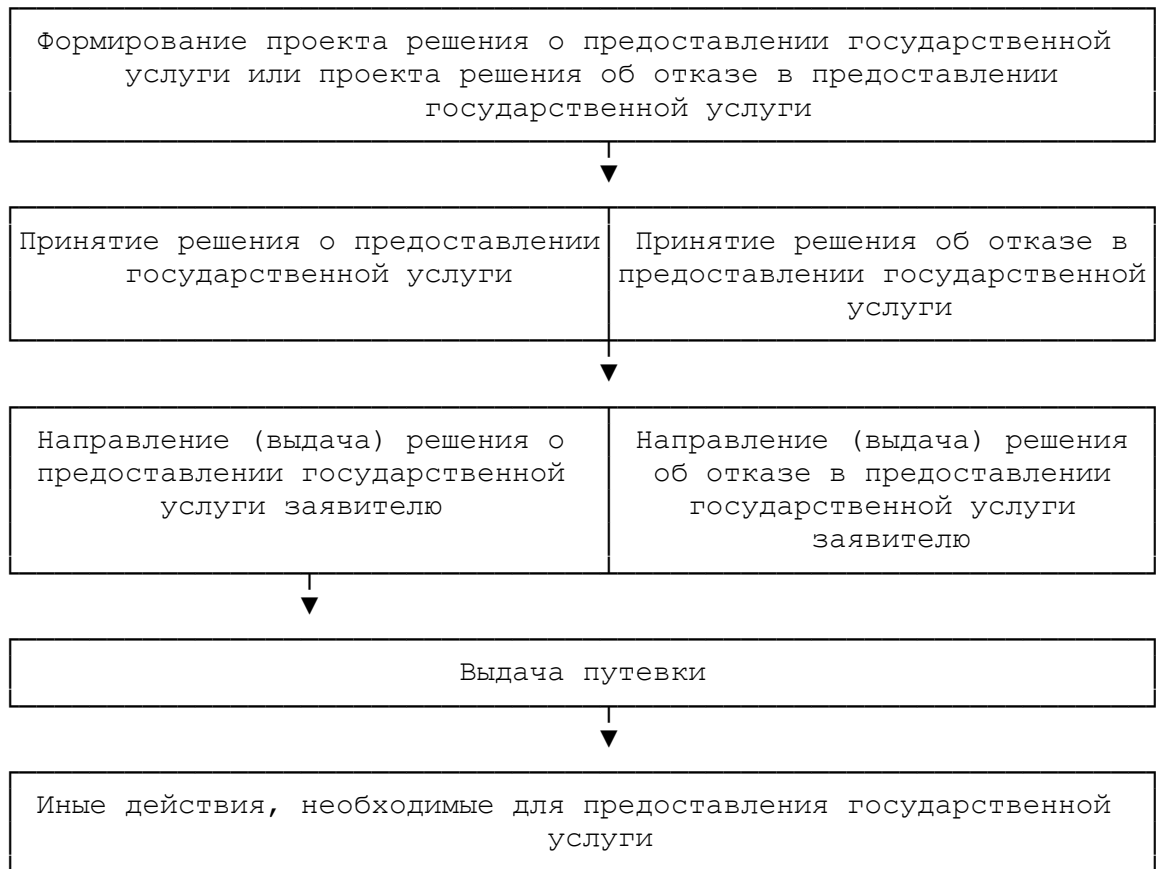 Формирование проекта решения о предоставлении государственной
услуги или проекта решения об отказе в предоставлении
государственной услуги
Принятие решения о предоставлении
государственной услуги
Принятие решения об отказе в
предоставлении государственной
услуги
Направление (выдача) решения о
предоставлении государственной
услуги заявителю
Направление (выдача) решения
об отказе в предоставлении
государственной услуги
заявителю
Выдача путевки
Иные действия, необходимые для предоставления государственной
услуги